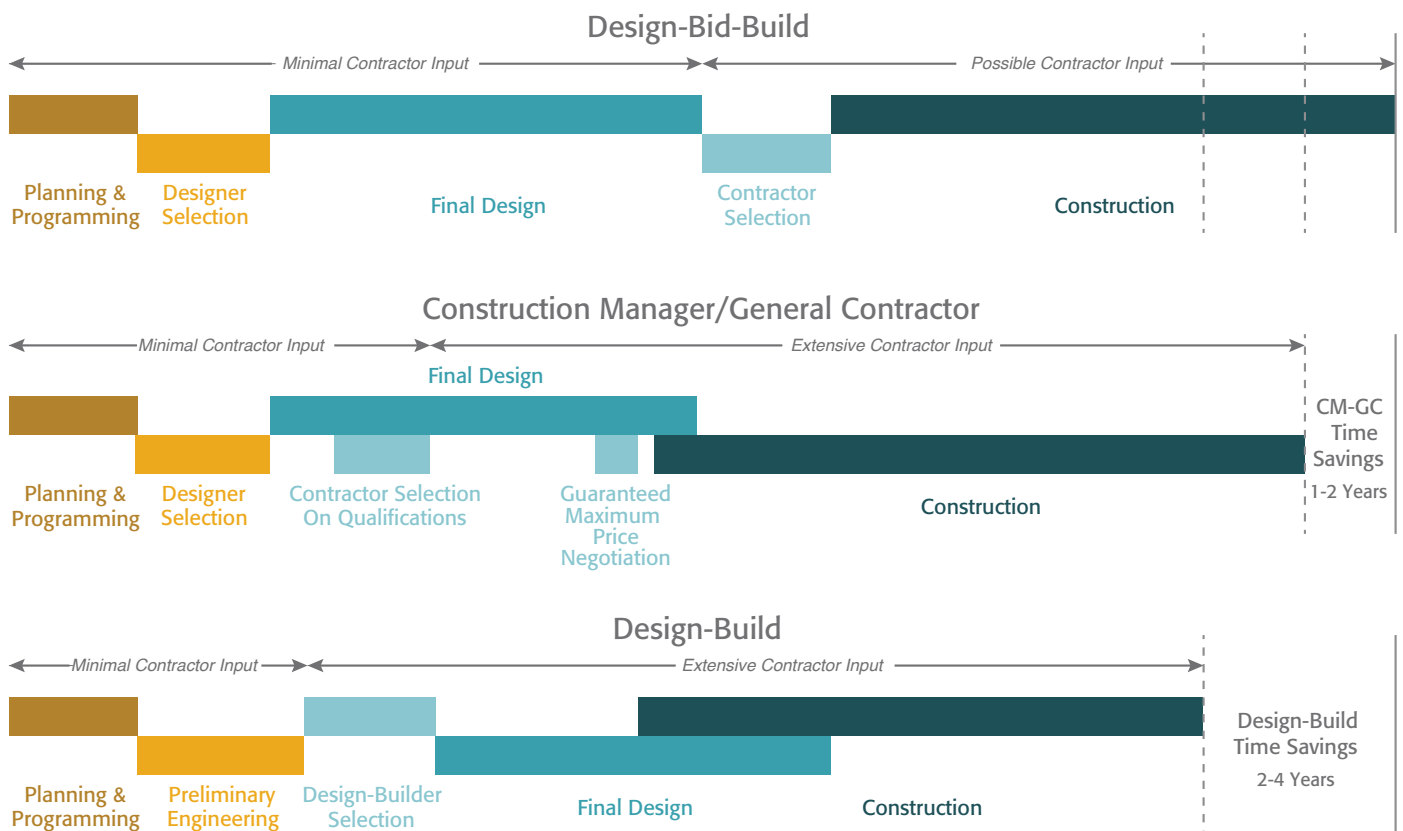 Design-Bid-Build
Minimal Contractor Input
Possible Contractor Input
Planning &
Programming
Designer
Selection
Final Design
Contractor
Selection
Construction
Construction Manager/General Contractor
Minimal Contractor Input
Extensive Contractor Input
Final Design
Planning &
Programming
Designer
Selection
Contractor Selection
On Qualifications
Guaranteed
Maximum
Price
Negotiation
Construction
CM-GC
Time
Savings
1-2 Years
Design-Build
Minimal Contractor Input
Extensive Contractor Input
Planning &
Programming
Preliminary
Engineering
Design-Builder
Selection
Final Design
Construction
Design-Build
Time Savings
2-4 Years